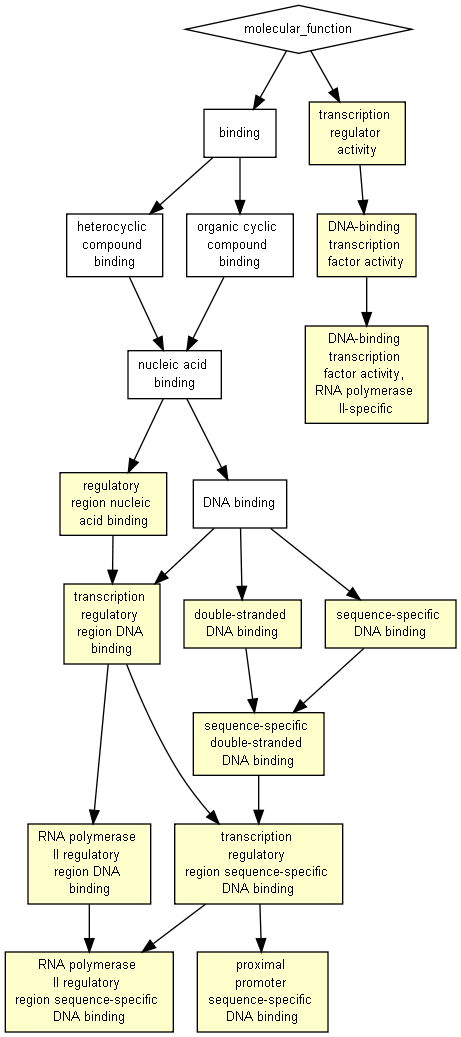 molecular_function
binding
transcription
regulator
activity
heterocyclic
compound
binding
organic cyclic
compound
binding
DNA-binding
transcription
factor activity
DNA-binding
transcription
factor activity,
RNA polymerase
II-specific
nucleic acid
binding
regulatory
region nucleic
acid binding
DNA binding
transcription
regulatory
region DNA
binding
double-stranded
DNA binding
sequence-specific
DNA binding
sequence-specific
double-stranded
DNA binding
RNA polymerase
II regulatory
region DNA
binding
transcription
regulatory
region sequence-specific
DNA binding
RNA polymerase
II regulatory
region sequence-specific
DNA binding
proximal
promoter
sequence-specific
DNA binding